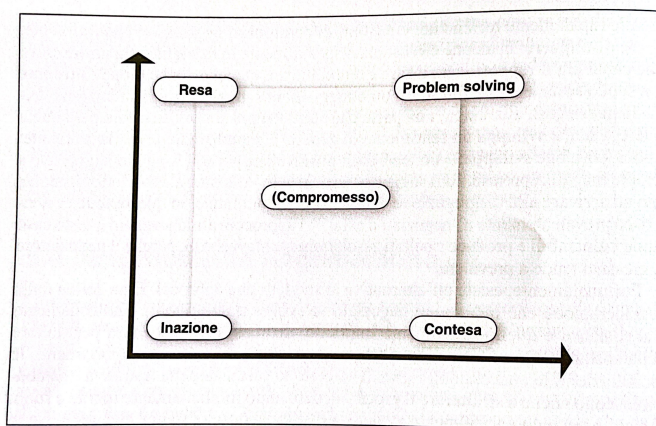 Resa
Problem solving
(Compromesso)
Inazione
Contesa